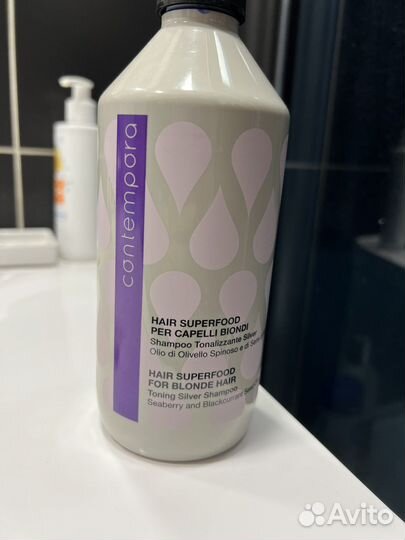 contempora
HAIR SUPERFOOD
PER CAPELLI BIONDI
Shampoo Tonalizzante Silver
Olio di Olivello Spinoso e di
HAIR SUPERFOOD
FOR BLONDE HAIR
Toning Silver Shampoo
Seaberry and Blackcurrant
Avito